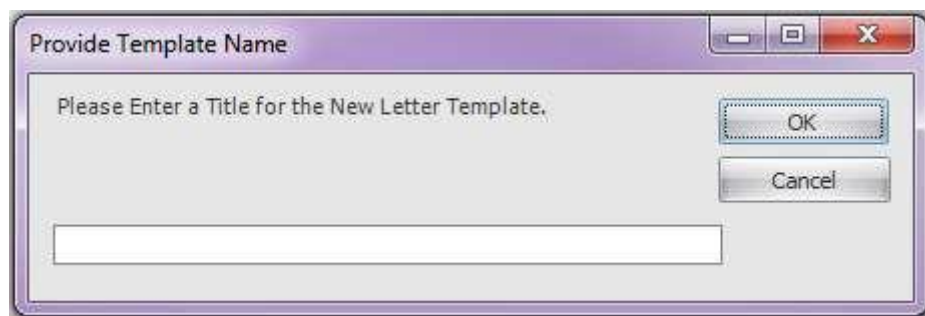 Provide Template Name
Please Enter a Title for the New Letter Template.
OK
Cancel